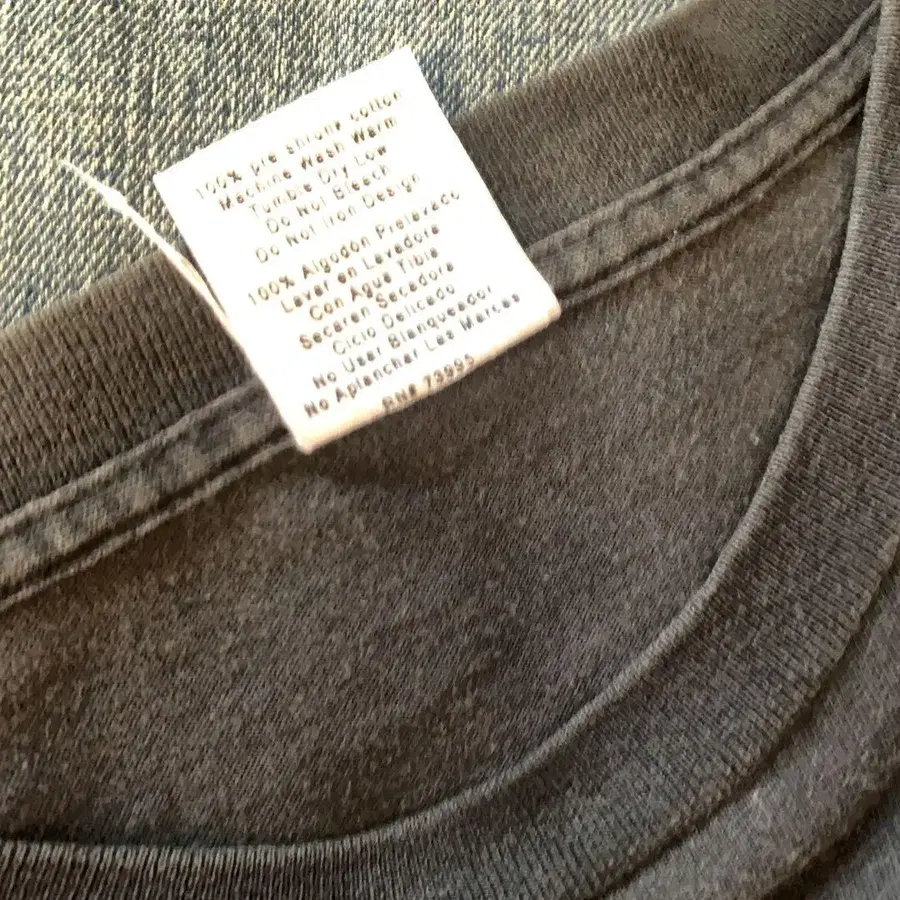 100% pre shrunk cotton
Machine Wash Warm
Tumble Dry Low
Do Not Bleach
Do Not Iron Design
100% Algodón Prelavado
Lavar en Lavadora
Con Agua Tibia
Secar en Secadora
Ciclo Delicado
No Usar Blanqueador
No Aplanchar Las Marcas
RN# 73995